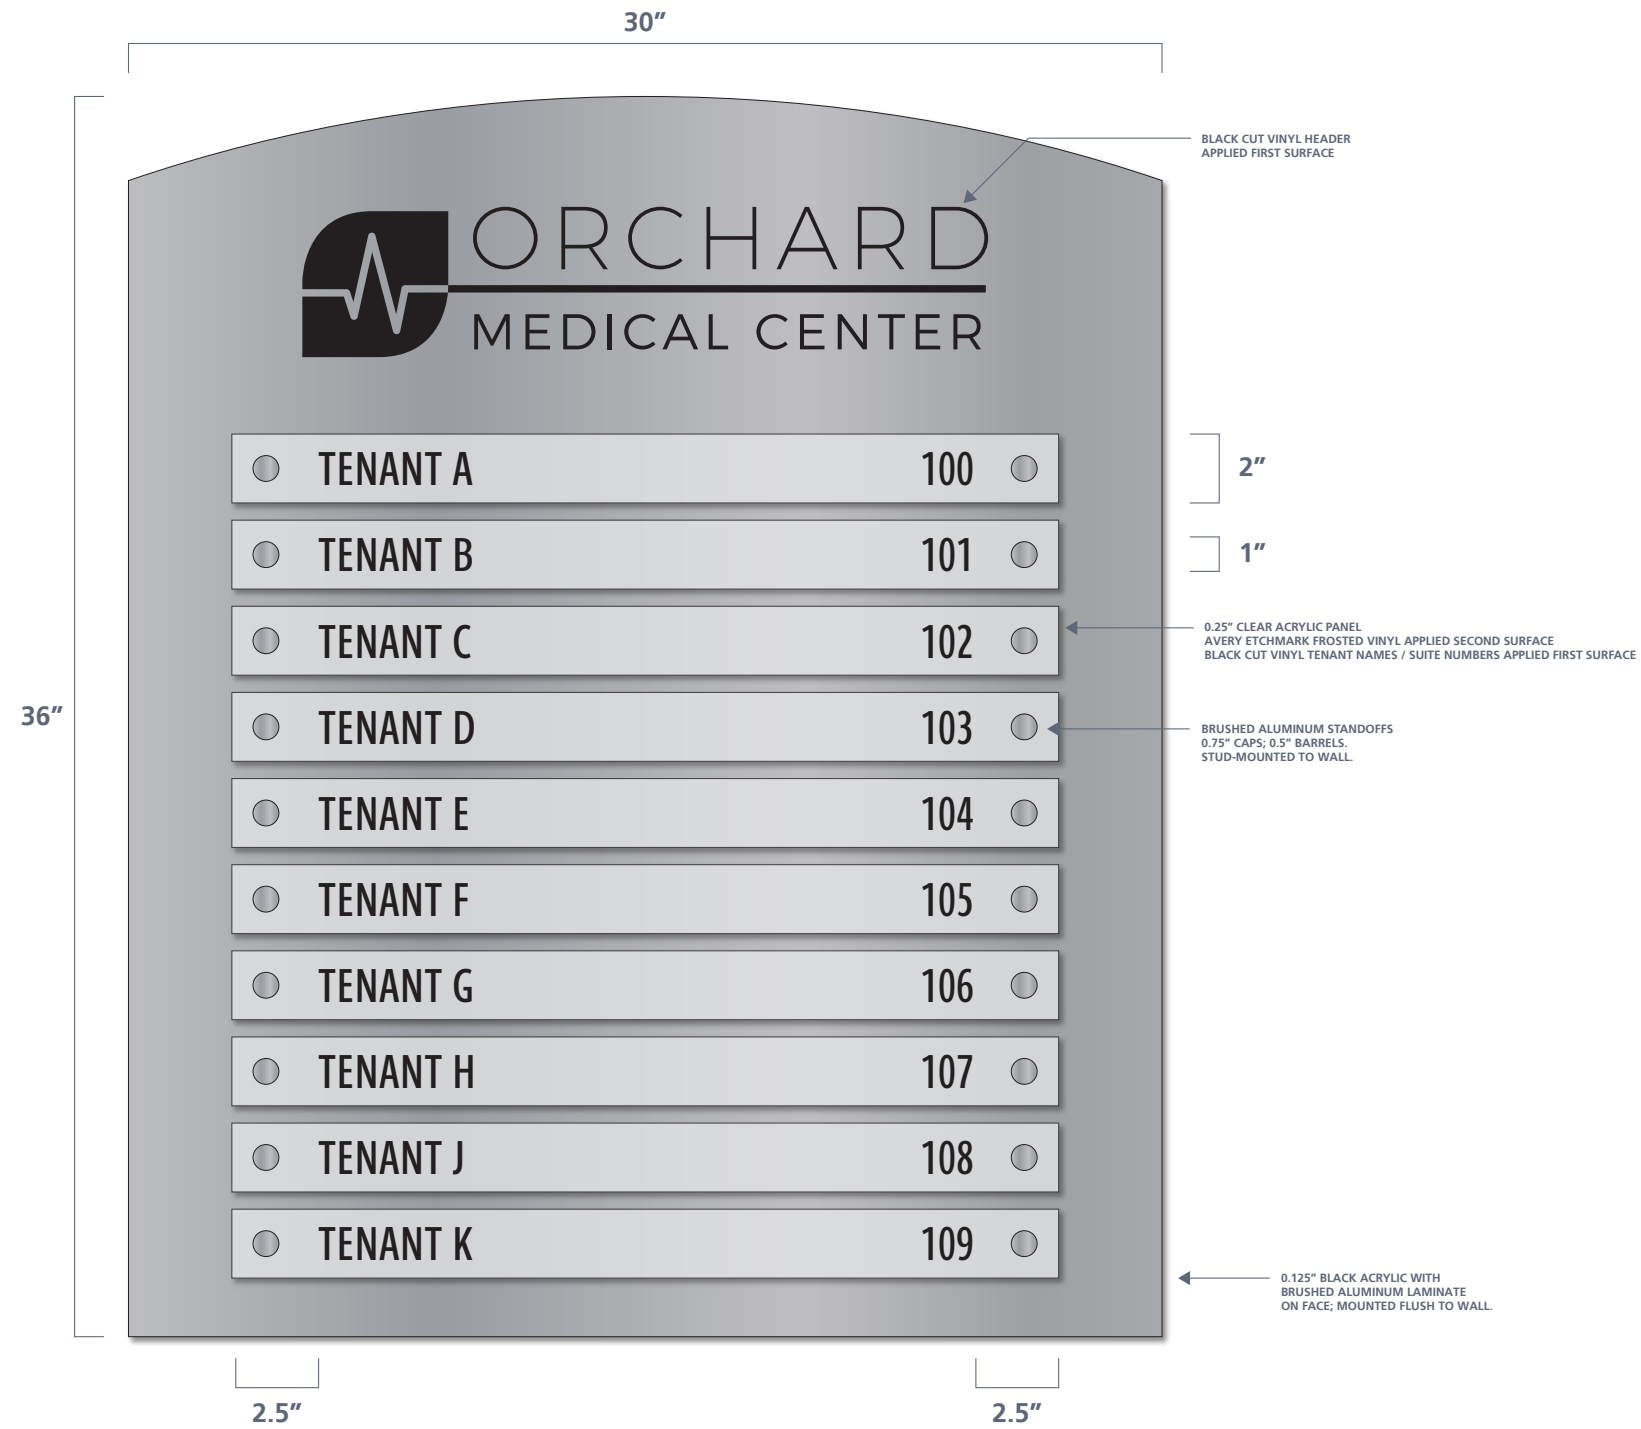 30”
BLACK CUT VINYL HEADER
APPLIED FIRST SURFACE
ORCHARD
MEDICAL CENTER
TENANT A 100
2”
TENANT B 101
1”
TENANT C 102
0.25” CLEAR ACRYLIC PANEL
AVERY ETCHMARK FROSTED VINYL APPLIED SECOND SURFACE
BLACK CUT VINYL TENANT NAMES / SUITE NUMBERS APPLIED FIRST SURFACE
36”
TENANT D 103
BRUSHED ALUMINUM STANDOFFS
0.75” CAPS; 0.5” BARRELS.
STUD-MOUNTED TO WALL.
TENANT E 104
TENANT F 105
TENANT G 106
TENANT H 107
TENANT J 108
TENANT K 109
0.125” BLACK ACRYLIC WITH
BRUSHED ALUMINUM LAMINATE
ON FACE; MOUNTED FLUSH TO WALL.
2.5” 2.5”